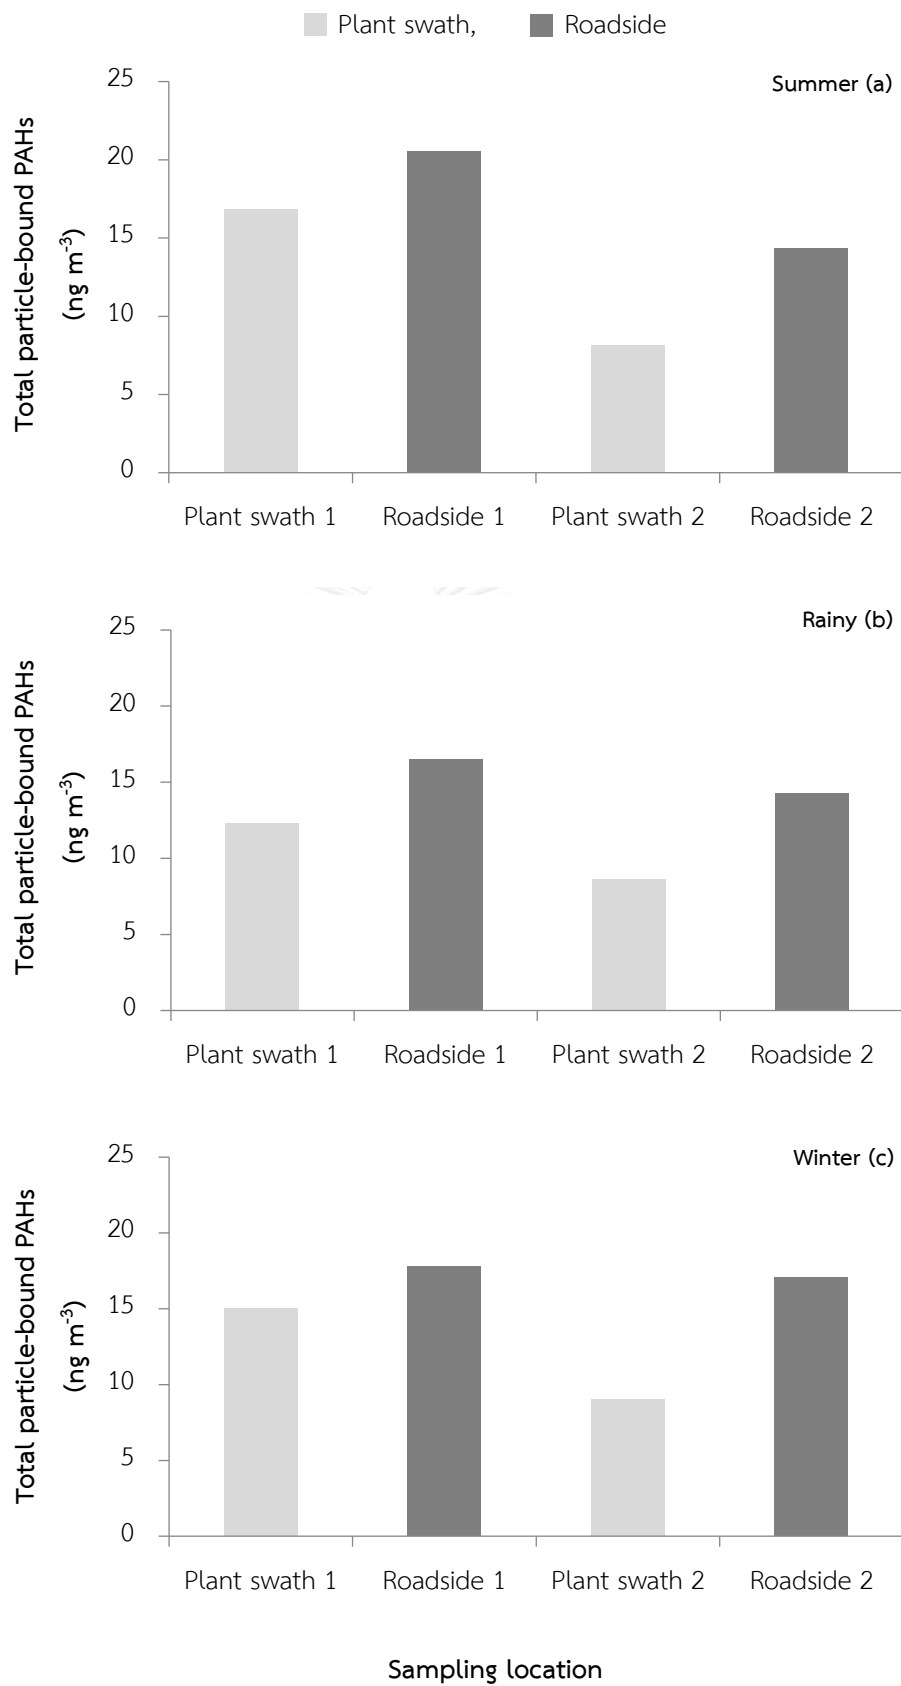 Plant swath, Roadside
Summer (a)
Total particle-bound PAHs
(ng m⁻³)
25
20
15
10
5
0
Plant swath 1 Roadside 1 Plant swath 2 Roadside 2
Rainy (b)
Total particle-bound PAHs
(ng m⁻³)
25
20
15
10
5
0
Plant swath 1 Roadside 1 Plant swath 2 Roadside 2
Winter (c)
Total particle-bound PAHs
(ng m⁻³)
25
20
15
10
5
0
Plant swath 1 Roadside 1 Plant swath 2 Roadside 2
Sampling location